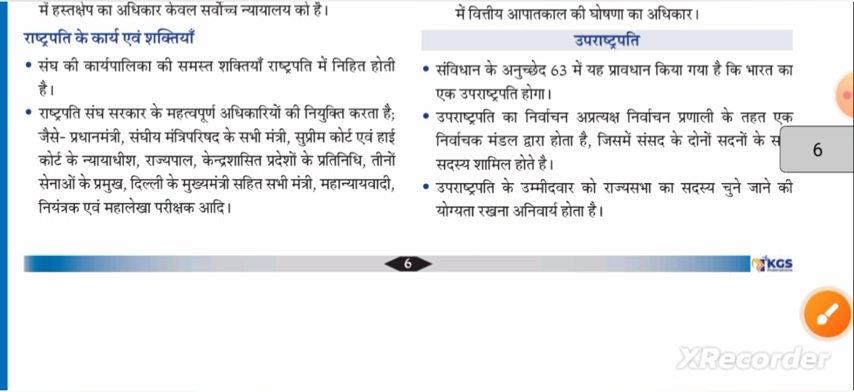 में हस्तक्षेप का अधिकार केवल सर्वोच्च न्यायालय को है।
राष्ट्रपति के कार्य एवं शक्तियाँ
• संघ की कार्यपालिका की समस्त शक्तियाँ राष्ट्रपति में निहित होती
है।
• राष्ट्रपति संघ सरकार के महत्वपूर्ण अधिकारियों की नियुक्ति करता है;
जैसे- प्रधानमंत्री, संघीय मंत्रिपरिषद के सभी मंत्री, सुप्रीम कोर्ट एवं हाई
कोर्ट के न्यायाधीश, राज्यपाल, केन्द्रशासित प्रदेशों के प्रतिनिधि, तीनों
सेनाओं के प्रमुख, दिल्ली के मुख्यमंत्री सहित सभी मंत्री, महान्यायवादी,
नियंत्रक एवं महालेखा परीक्षक आदि।
में वित्तीय आपातकाल की घोषणा का अधिकार।
उपराष्ट्रपति
• संविधान के अनुच्छेद 63 में यह प्रावधान किया गया है कि भारत का
एक उपराष्ट्रपति होगा।
• उपराष्ट्रपति का निर्वाचन अप्रत्यक्ष निर्वाचन प्रणाली के तहत एक
निर्वाचक मंडल द्वारा होता है, जिसमें संसद के दोनों सदनों के
सदस्य शामिल होते है।
• उपराष्ट्रपति के उम्मीदवार को राज्यसभा का सदस्य चुने जाने की
योग्यता रखना अनिवार्य होता है।
6
6
KGS
XRecorder